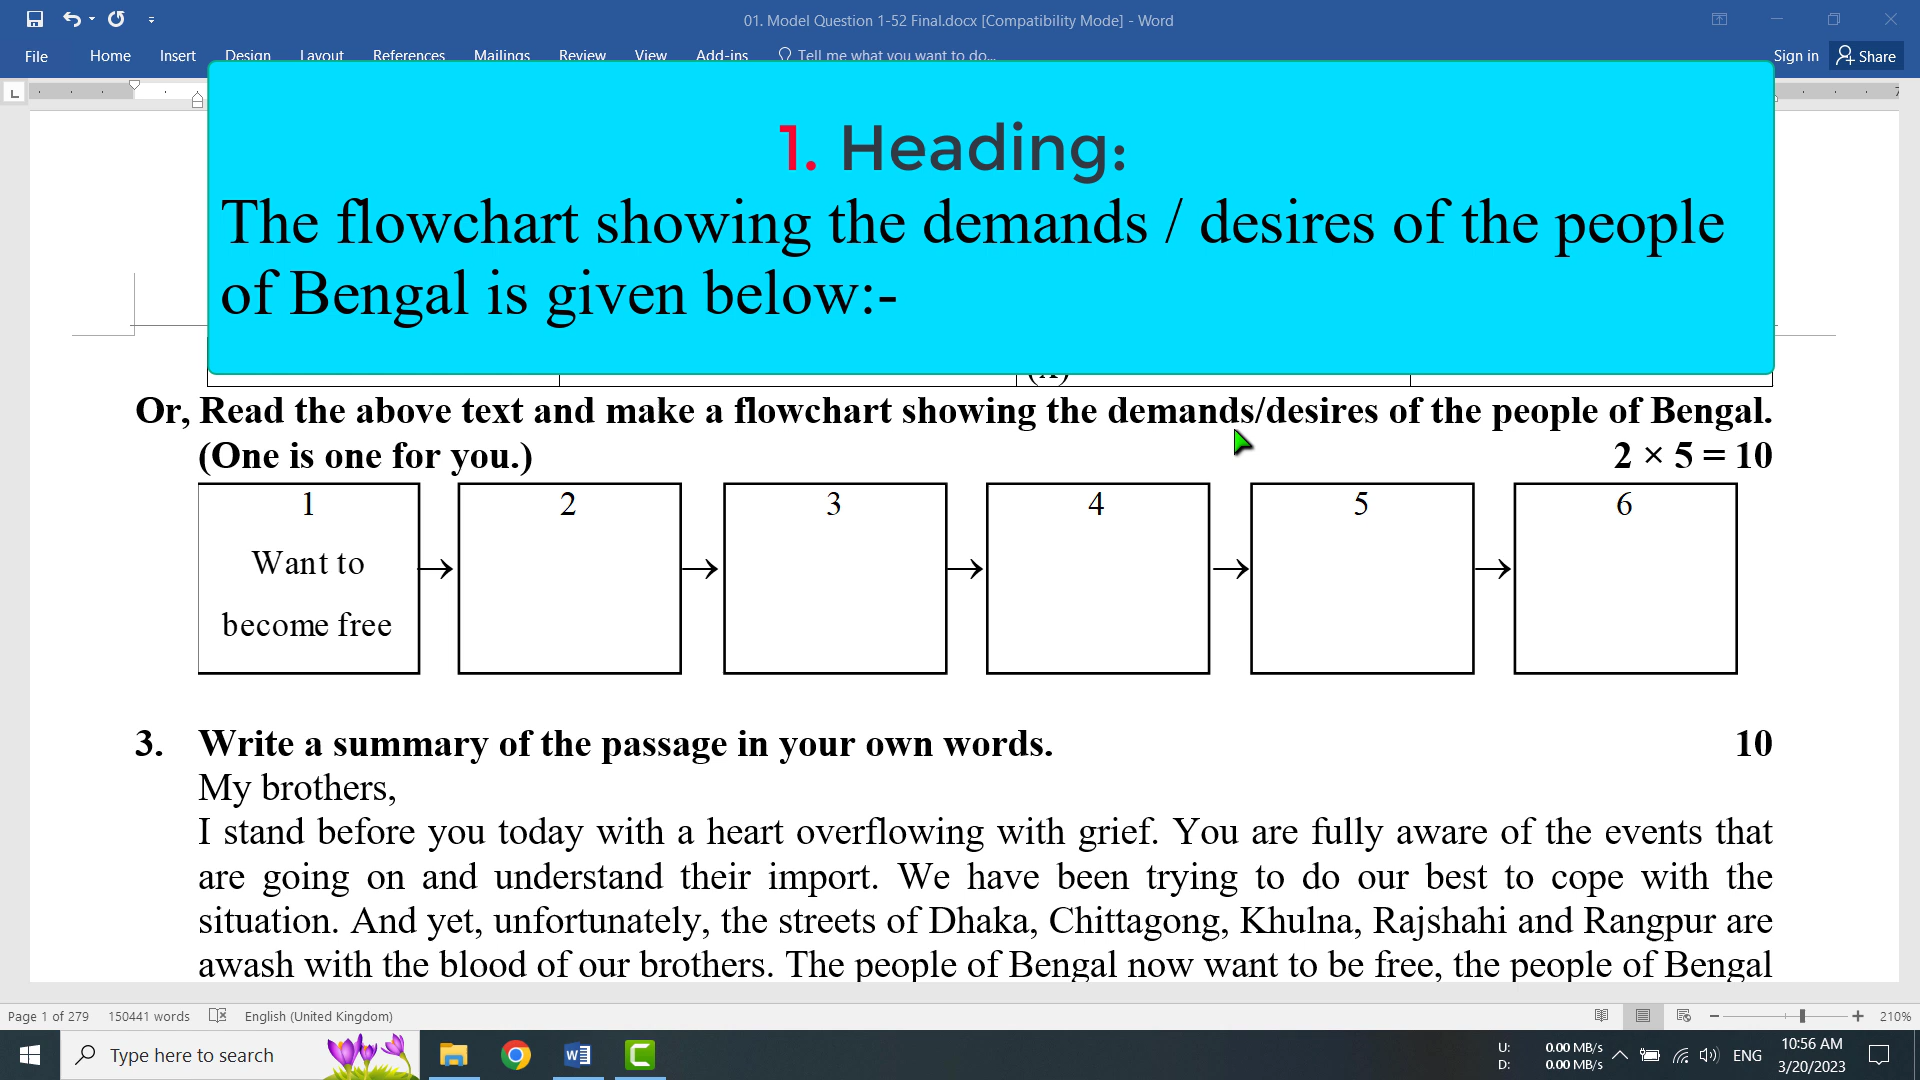 01. Model Question 1-52 Final.docx [Compatibility Mode] - Word
File Home Insert Design Layout References Mailings Review View Add-ins Tell me what you want to do... Sign in Share
1. Heading:
The flowchart showing the demands / desires of the people
of Bengal is given below:-
(x)
Or, Read the above text and make a flowchart showing the demands/desires of the people of Bengal.
(One is one for you.) 2 × 5 = 10
1 2 3 4 5 6
Want to
become free
3. Write a summary of the passage in your own words. 10
My brothers,
I stand before you today with a heart overflowing with grief. You are fully aware of the events that
are going on and understand their import. We have been trying to do our best to cope with the
situation. And yet, unfortunately, the streets of Dhaka, Chittagong, Khulna, Rajshahi and Rangpur are
awash with the blood of our brothers. The people of Bengal now want to be free, the people of Bengal
Page 1 of 279 150441 words English (United Kingdom) 210%
Type here to search
U: 0.00 MB/s
D: 0.00 MB/s
ENG
10:56 AM
3/20/2023